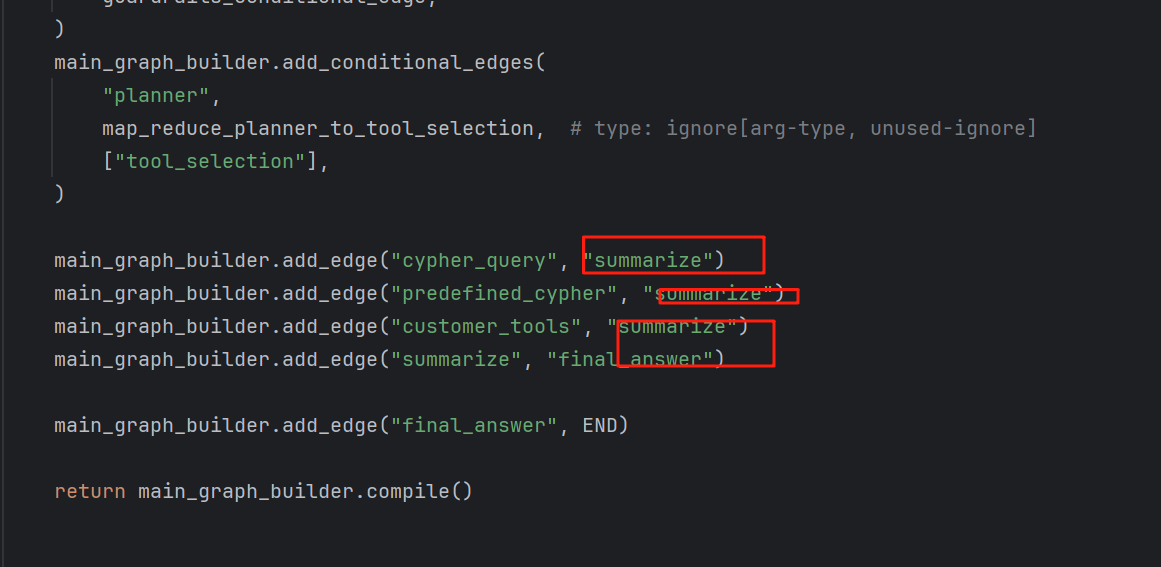 guardrails_conditional_edge,
)
main_graph_builder.add_conditional_edges(
"planner",
map_reduce_planner_to_tool_selection,  # type: ignore[arg-type, unused-ignore]
["tool_selection"],
)
main_graph_builder.add_edge("cypher_query", "summarize")
main_graph_builder.add_edge("predefined_cypher", "summarize")
main_graph_builder.add_edge("customer_tools", "summarize")
main_graph_builder.add_edge("summarize", "final_answer")
main_graph_builder.add_edge("final_answer", END)
return main_graph_builder.compile()